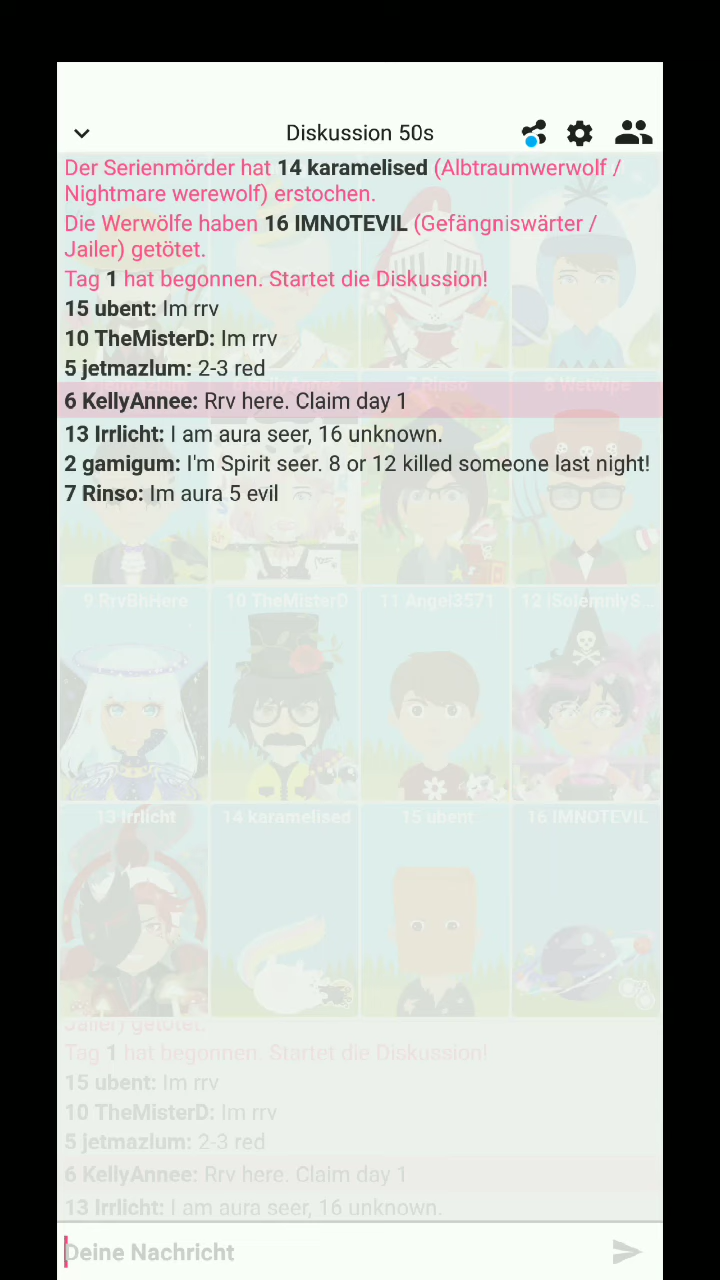 Diskussion 50s
Der Serienmörder hat 14 karamelised (Albtraumwerwolf /
Nightmare werewolf) erstochen.
Die Werwölfe haben 16 IMNOTEVIL (Gefängniswärter /
Jailer) getötet.
Tag 1 hat begonnen. Startet die Diskussion!
15 ubent: Im rrv
10 TheMisterD: Im rrv
5 jetmazlum: 2-3 red
6 KellyAnnee: Rrv here. Claim day 1
13 Irrlicht: I am aura seer, 16 unknown.
2 gamigum: I'm Spirit seer. 8 or 12 killed someone last night!
7 Rinso: Im aura 5 evil
9 RrvBhHere 10 TheMisterD 11 Angel3571 12 iSolemnlyS...
13 Irrlicht 14 karamelised 15 ubent 16 IMNOTEVIL
Jailer) getötet.
Tag 1 hat begonnen. Startet die Diskussion!
15 ubent: Im rrv
10 TheMisterD: Im rrv
5 jetmazlum: 2-3 red
6 KellyAnnee: Rrv here. Claim day 1
13 Irrlicht: I am aura seer, 16 unknown.
Deine Nachricht